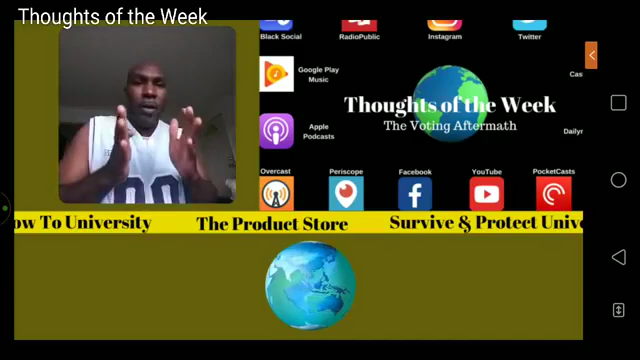 Thoughts of the Week
Black Social
RadioPublic
Instagram
Twitter
Google Play
Music
Thoughts of the Week
The Voting Aftermath
Apple
Podcasts
Overcast
Periscope
Facebook
YouTube
PocketCasts
ow To University
The Product Store
Survive & Protect Unive